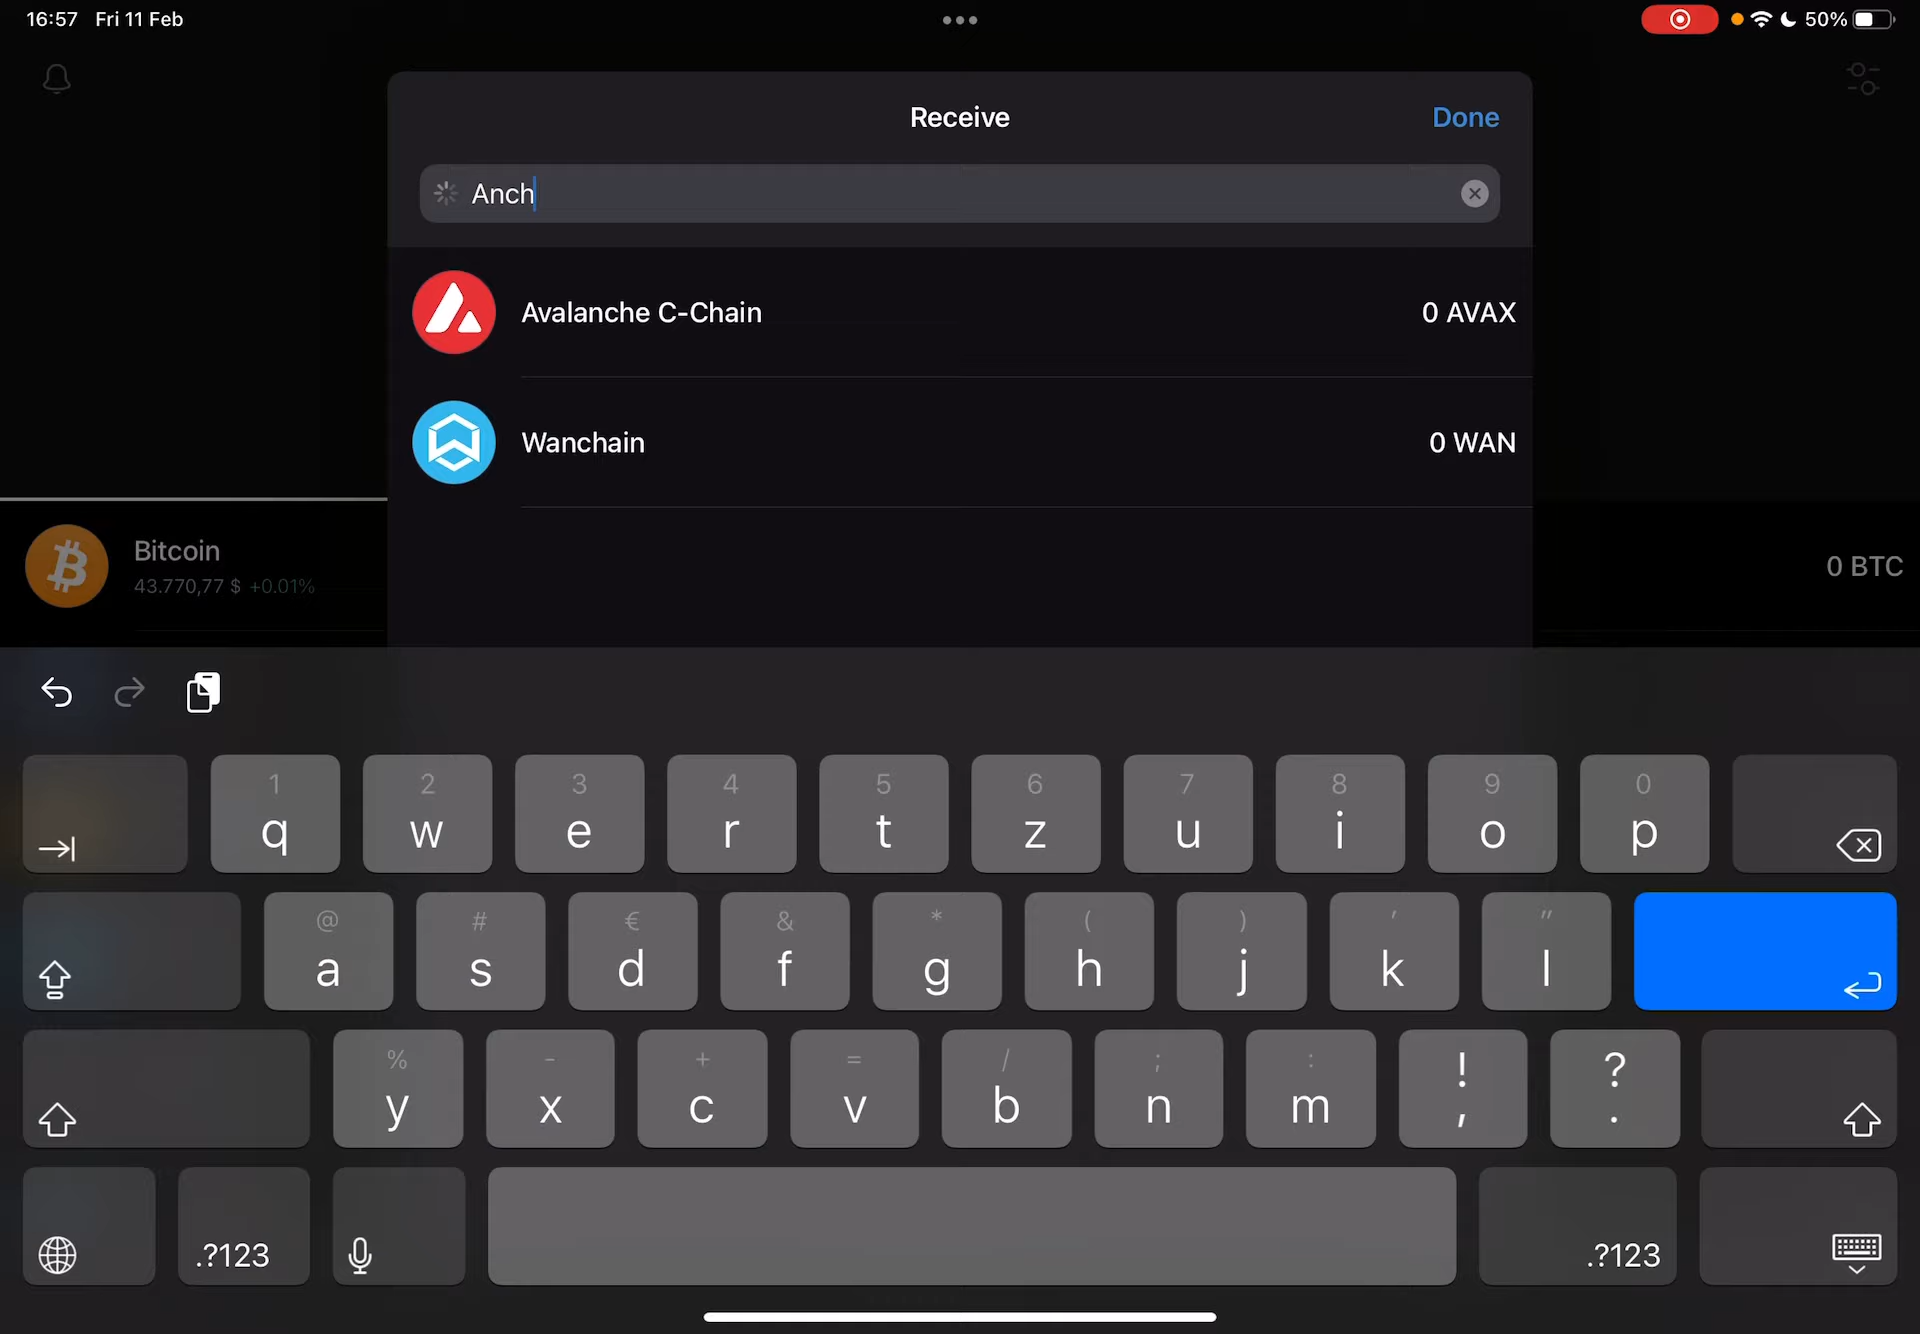 16:57 Fri 11 Feb
50%
Receive
Done
Anch
Avalanche C-Chain
0 AVAX
Wanchain
0 WAN
Bitcoin
43.770,77 $ +0.01%
0 BTC
1 2 3 4 5 6 7 8 9 0
q w e r t z u i o p
@ # € & * ( ) ' "
a s d f g h j k l
% - + = / ; : ! ?
y x c v b n m , .
.?123
.?123